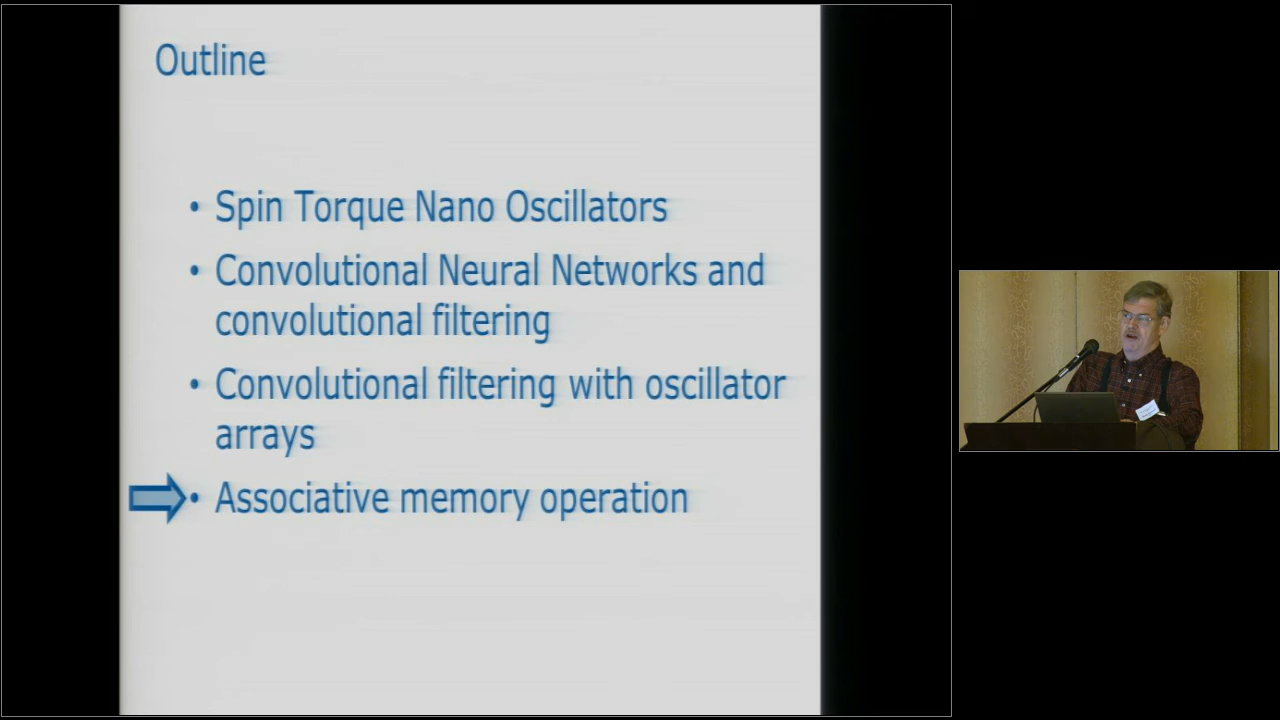 Outline
• Spin Torque Nano Oscillators
• Convolutional Neural Networks and
convolutional filtering
• Convolutional filtering with oscillator
arrays
• Associative memory operation